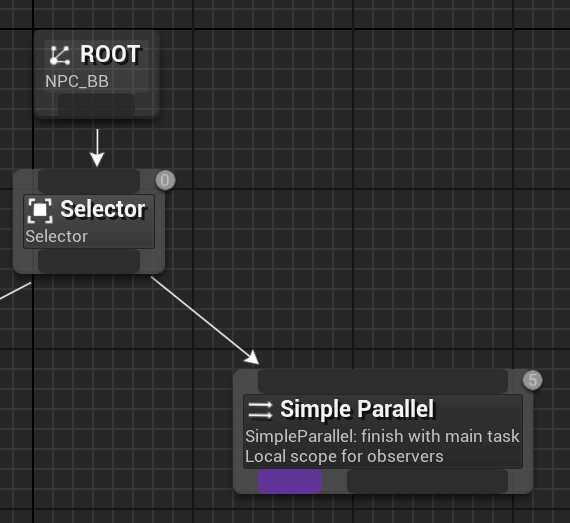 ROOT
NPC_BB
0
Selector
Selector
5
Simple Parallel
SimpleParallel: finish with main task
Local scope for observers